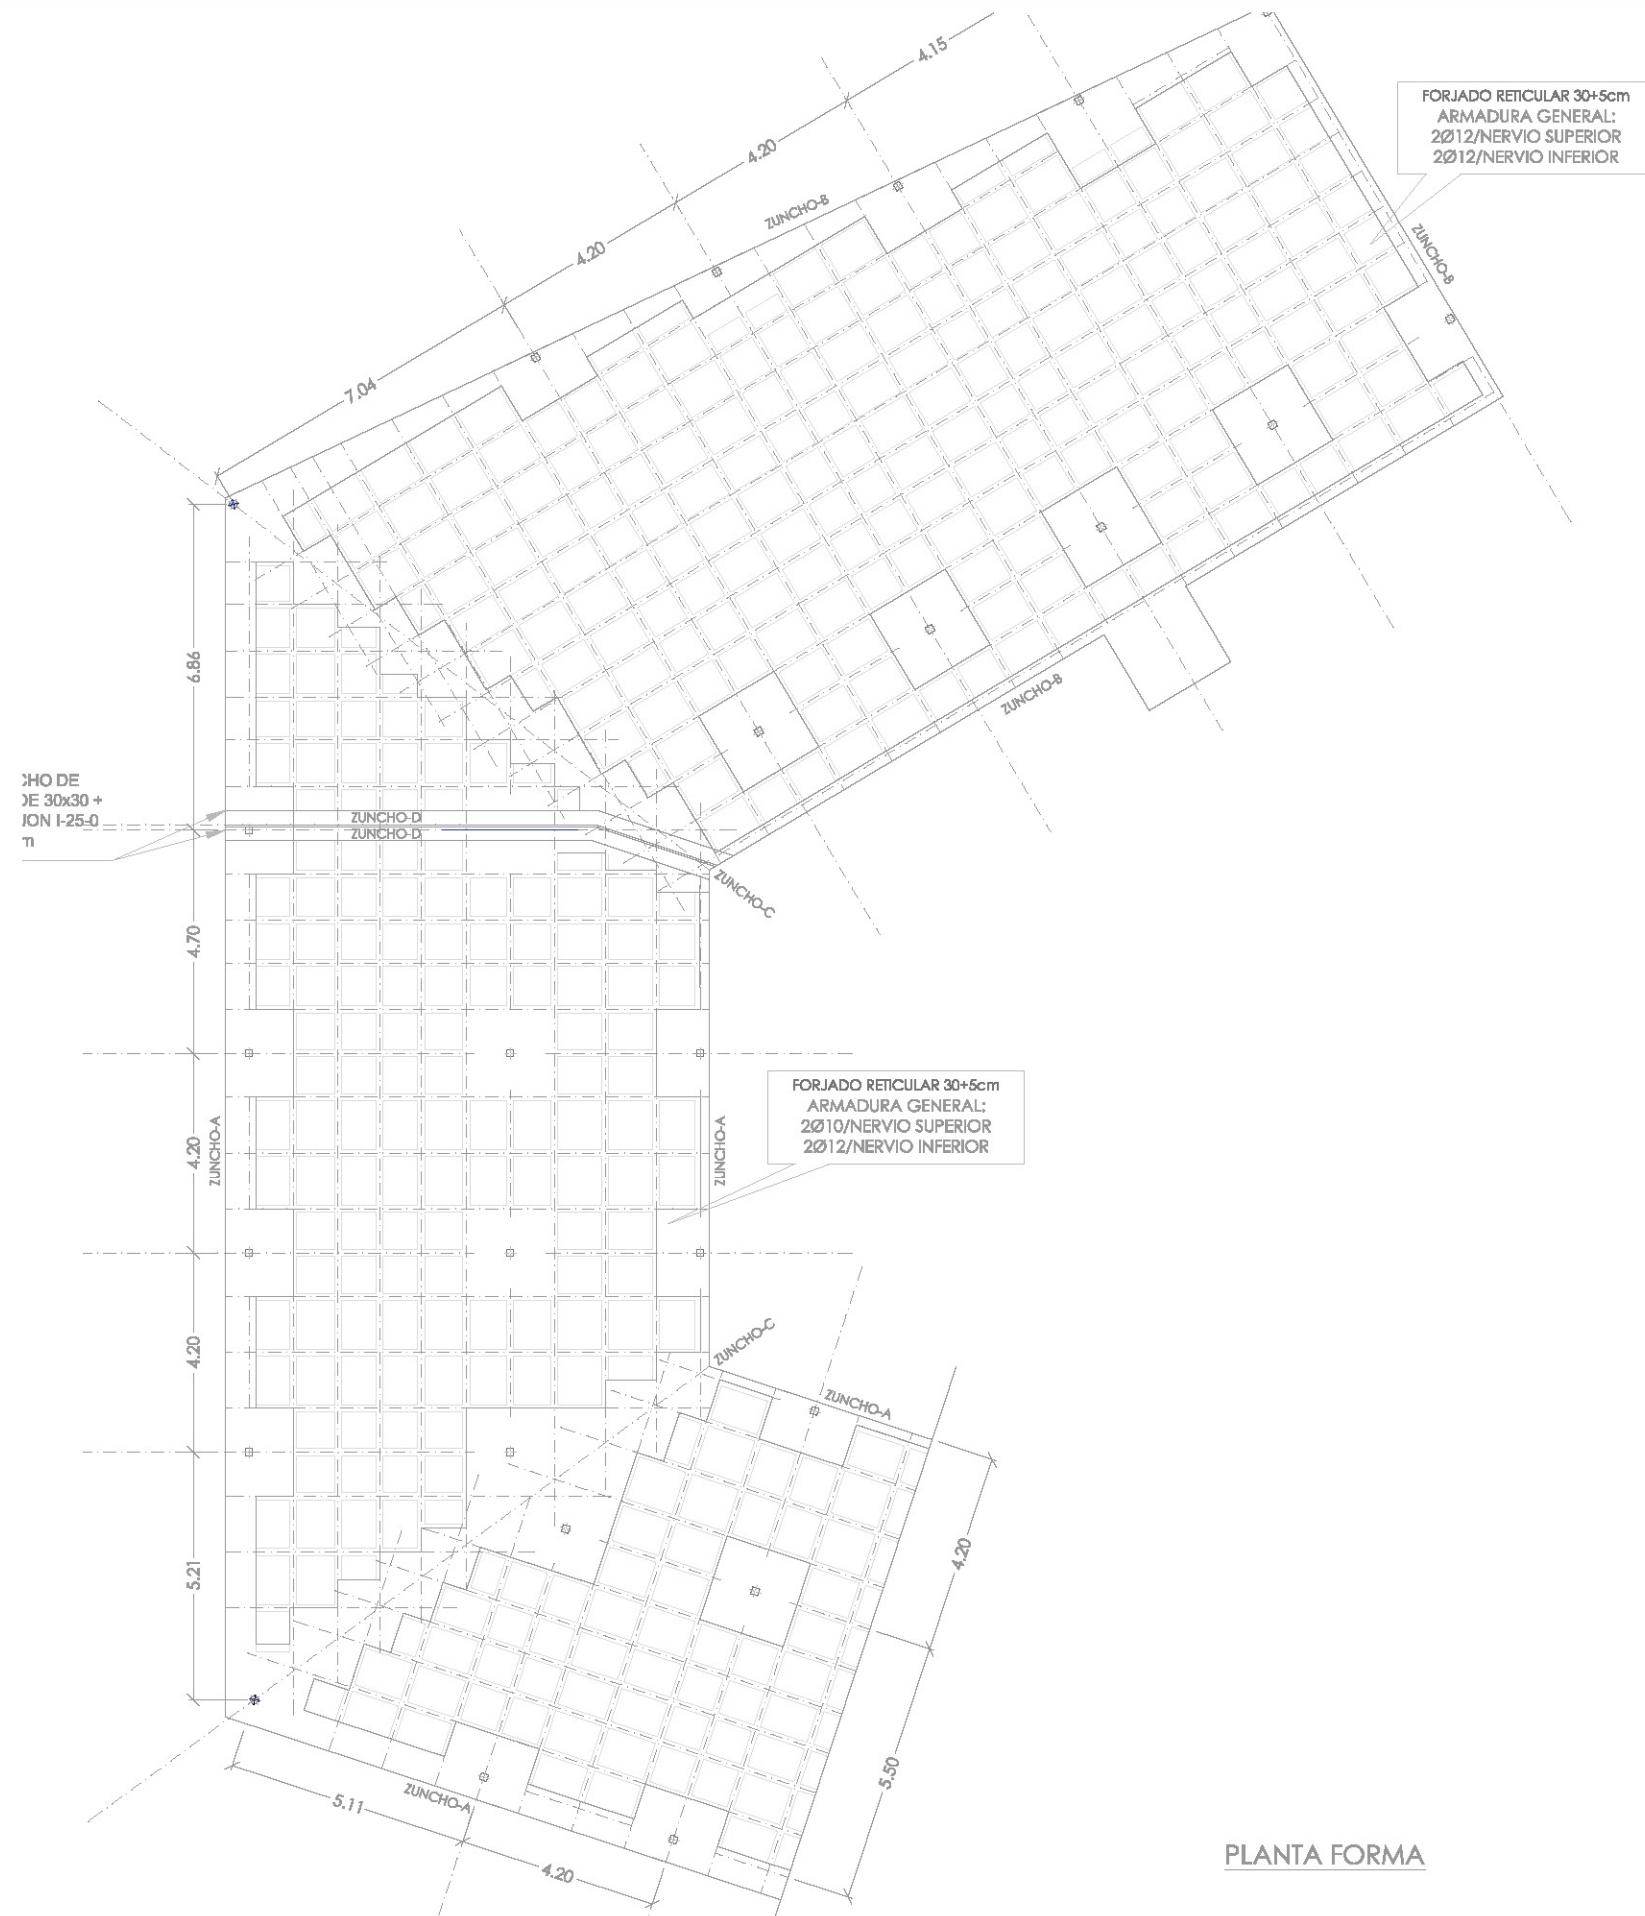 4.15
FORJADO RETICULAR 30+5cm
ARMADURA GENERAL:
2Ø12/NERVIO SUPERIOR
2Ø12/NERVIO INFERIOR
4.20
ZUNCHO-B
4.20
ZUNCHO-B
7.04
6.86
ZUNCHO-B
CHO DE
DE 30x30 +
ION I-25-0
m
ZUNCHO-D
ZUNCHO-D
ZUNCHO-C
4.70
FORJADO RETICULAR 30+5cm
ARMADURA GENERAL:
2Ø10/NERVIO SUPERIOR
2Ø12/NERVIO INFERIOR
4.20
ZUNCHO-A
ZUNCHO-A
4.20
ZUNCHO-C
ZUNCHO-A
4.20
5.21
5.50
ZUNCHO-A
5.11
4.20
PLANTA FORMA